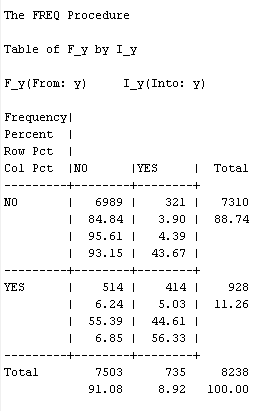 The FREQ Procedure
Table of F_y by I_y
F_y(From: y)     I_y(Into: y)
Frequency|
Percent  |
Row Pct  |
Col Pct  |NO      |YES     |  Total
---------+--------+--------+
NO       |   6989 |    321 |   7310
         |  84.84 |   3.90 |  88.74
         |  95.61 |   4.39 |
         |  93.15 |  43.67 |
---------+--------+--------+
YES      |    514 |    414 |    928
         |   6.24 |   5.03 |  11.26
         |  55.39 |  44.61 |
         |   6.85 |  56.33 |
---------+--------+--------+
Total        7503      735     8238
            91.08     8.92   100.00